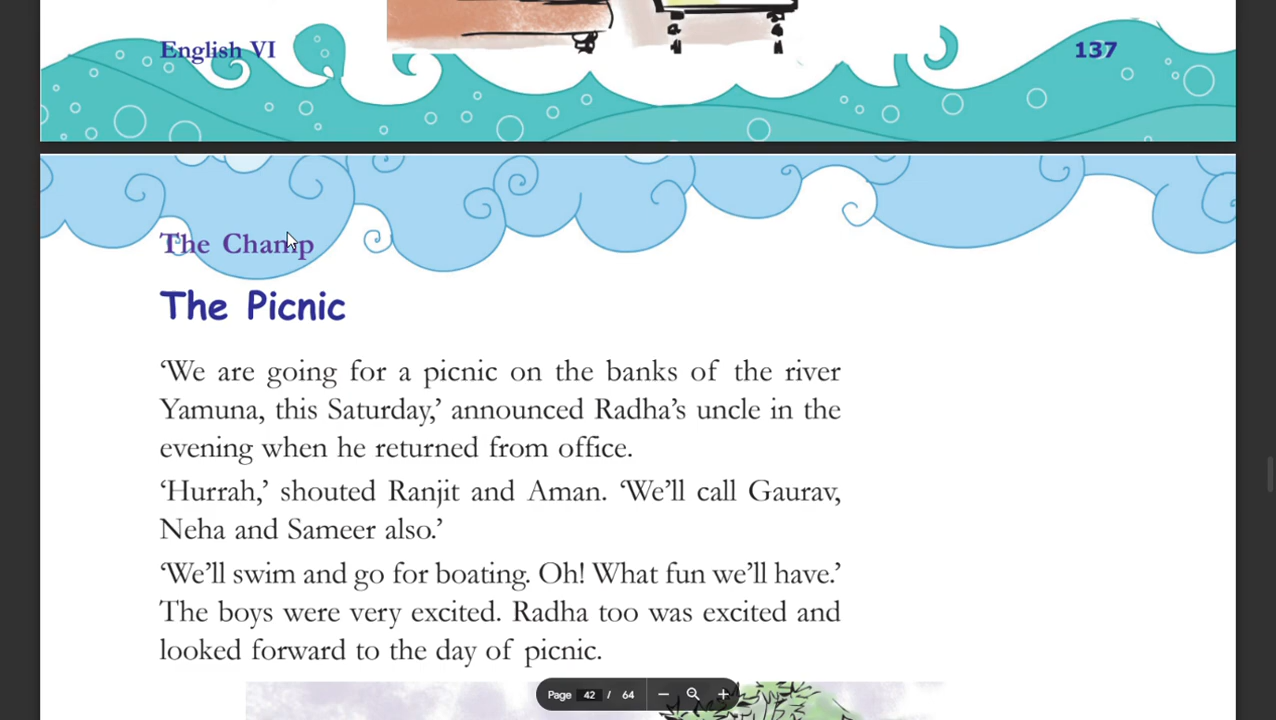 English VI
137
The Champ
The Picnic
‘We are going for a picnic on the banks of the river
Yamuna, this Saturday,’ announced Radha’s uncle in the
evening when he returned from office.
‘Hurrah,’ shouted Ranjit and Aman. ‘We’ll call Gaurav,
Neha and Sameer also.’
‘We’ll swim and go for boating. Oh! What fun we’ll have.’
The boys were very excited. Radha too was excited and
looked forward to the day of picnic.
Page 42 / 64